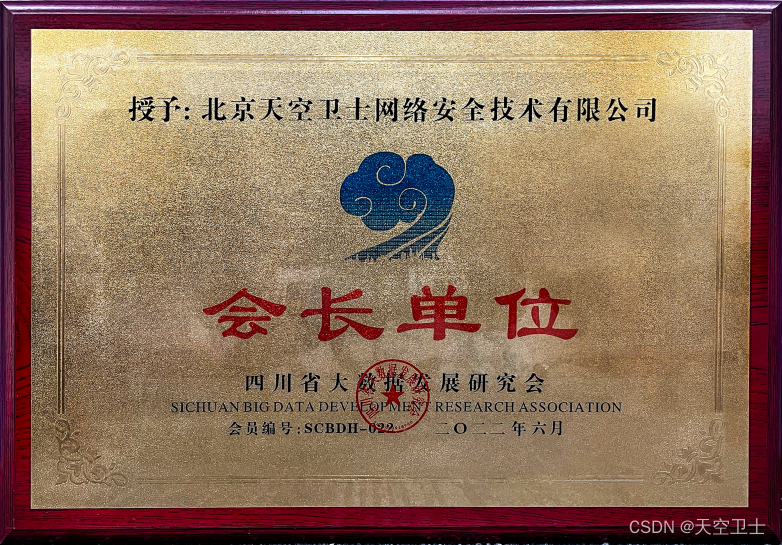 授予: 北京天空卫士网络安全技术有限公司
会长单位
四川省大数据发展研究会
SICHUAN BIG DATA DEVELOPMENT RESEARCH ASSOCIATION
会员编号:SCBDH-022 二〇二二年六月
CSDN @天空卫士